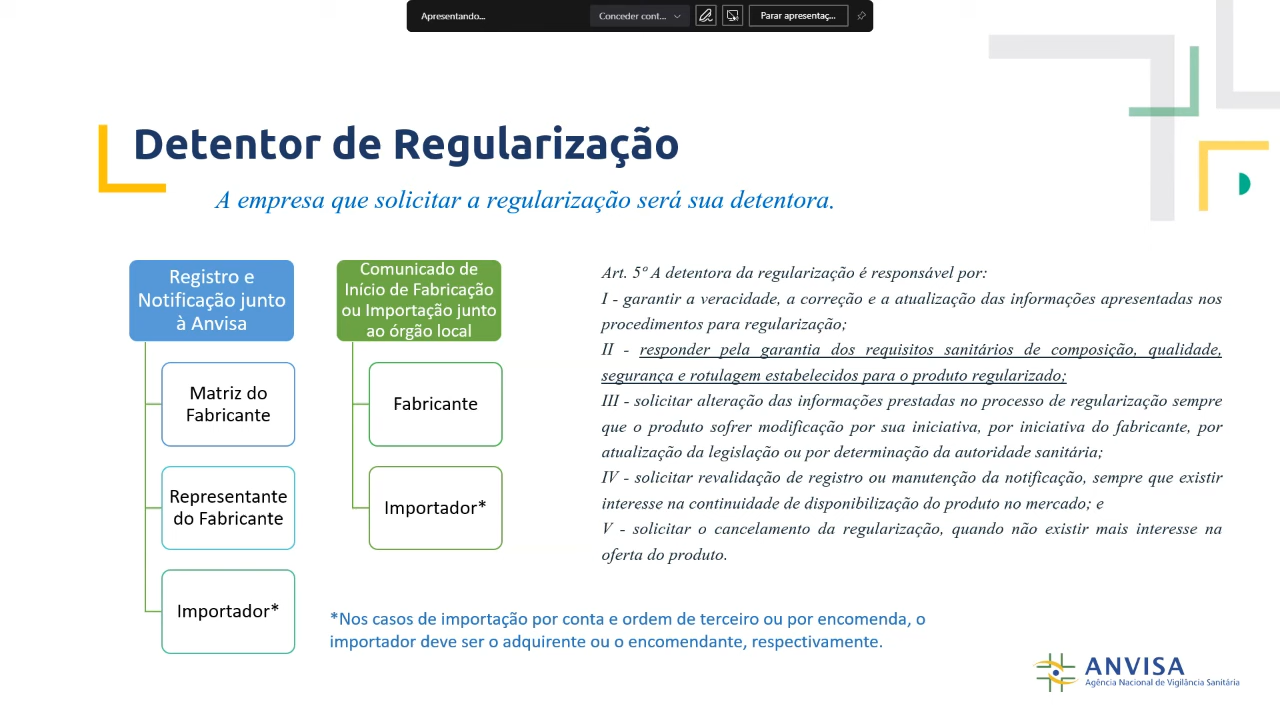 Apresentando...
Conceder cont...
Parar apresentaç...
Detentor de Regularização
A empresa que solicitar a regularização será sua detentora.
Registro e
Notificação junto
à Anvisa
Matriz do
Fabricante
Representante
do Fabricante
Importador*
Comunicado de
Início de Fabricação
ou Importação junto
ao órgão local
Fabricante
Importador*
Art. 5º A detentora da regularização é responsável por:
I - garantir a veracidade, a correção e a atualização das informações apresentadas nos
procedimentos para regularização;
II - responder pela garantia dos requisitos sanitários de composição, qualidade,
segurança e rotulagem estabelecidos para o produto regularizado;
III - solicitar alteração das informações prestadas no processo de regularização sempre
que o produto sofrer modificação por sua iniciativa, por iniciativa do fabricante, por
atualização da legislação ou por determinação da autoridade sanitária;
IV - solicitar revalidação de registro ou manutenção da notificação, sempre que existir
interesse na continuidade de disponibilização do produto no mercado; e
V - solicitar o cancelamento da regularização, quando não existir mais interesse na
oferta do produto.
*Nos casos de importação por conta e ordem de terceiro ou por encomenda, o
importador deve ser o adquirente ou o encomendante, respectivamente.
ANVISA
Agência Nacional de Vigilância Sanitária